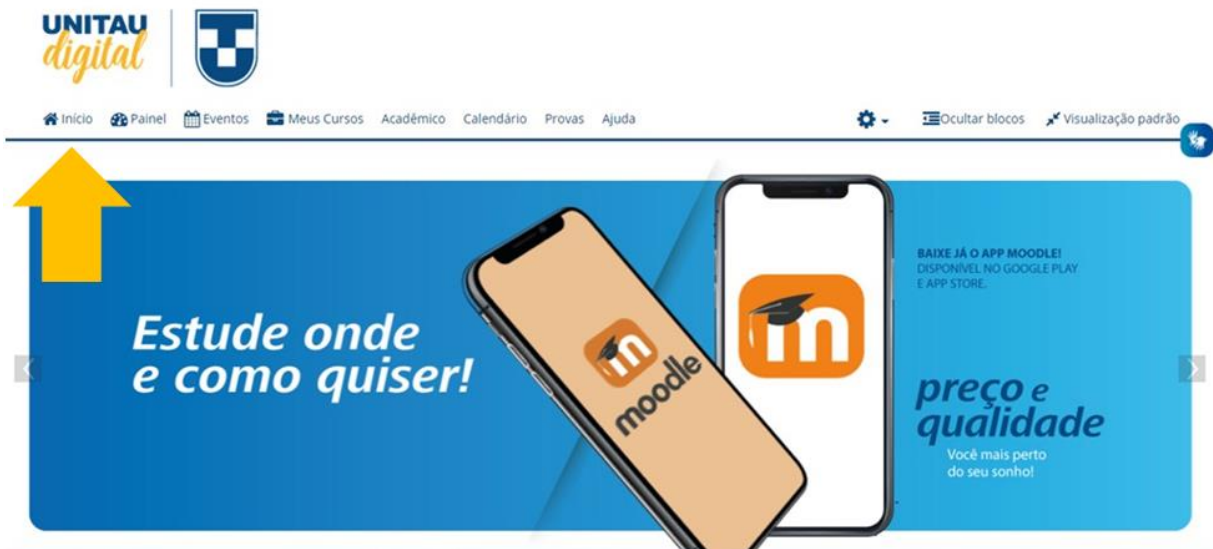 UNITAU
digital
Início Painel Eventos Meus Cursos Acadêmico Calendário Provas Ajuda Ocultar blocos Visualização padrão
BAIXE JÁ O APP MOODLE!
DISPONÍVEL NO GOOGLE PLAY
E APP STORE.
Estude onde
e como quiser!
m
moodle
m
preço e
qualidade
Você mais perto
do seu sonho!